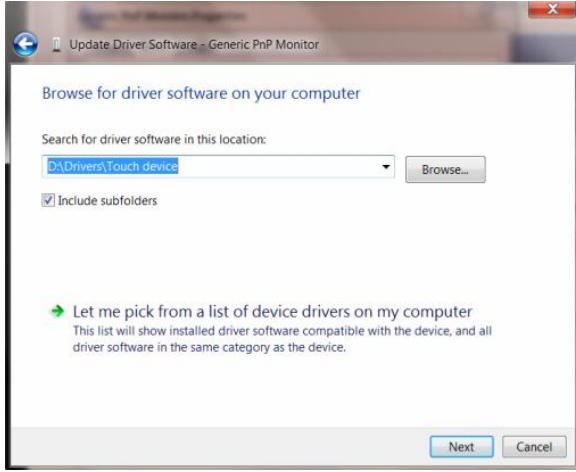 Update Driver Software - Generic PnP Monitor
Browse for driver software on your computer
Search for driver software in this location:
D:\Drivers\Touch device
Browse...
Include subfolders
Let me pick from a list of device drivers on my computer
This list will show installed driver software compatible with the device, and all
driver software in the same category as the device.
Next
Cancel